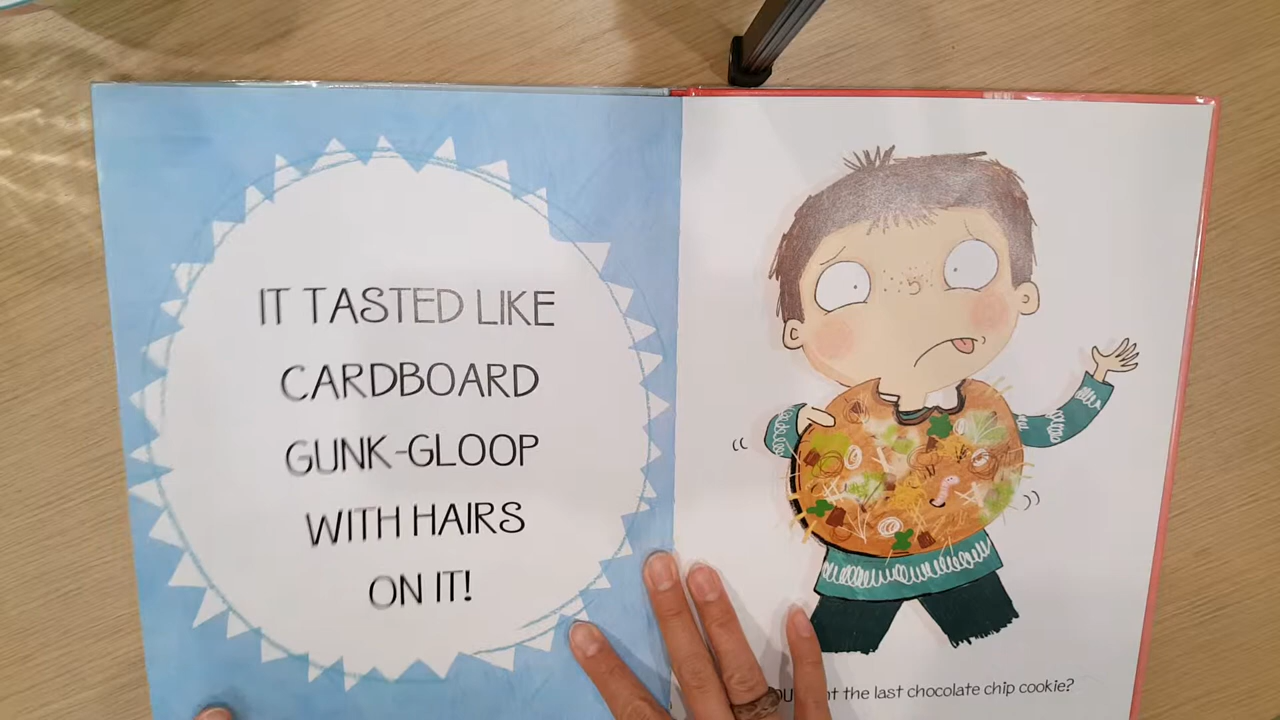 IT TASTED LIKE
CARDBOARD
GUNK-GLOOP
WITH HAIRS
ON IT!
the last chocolate chip cookie?